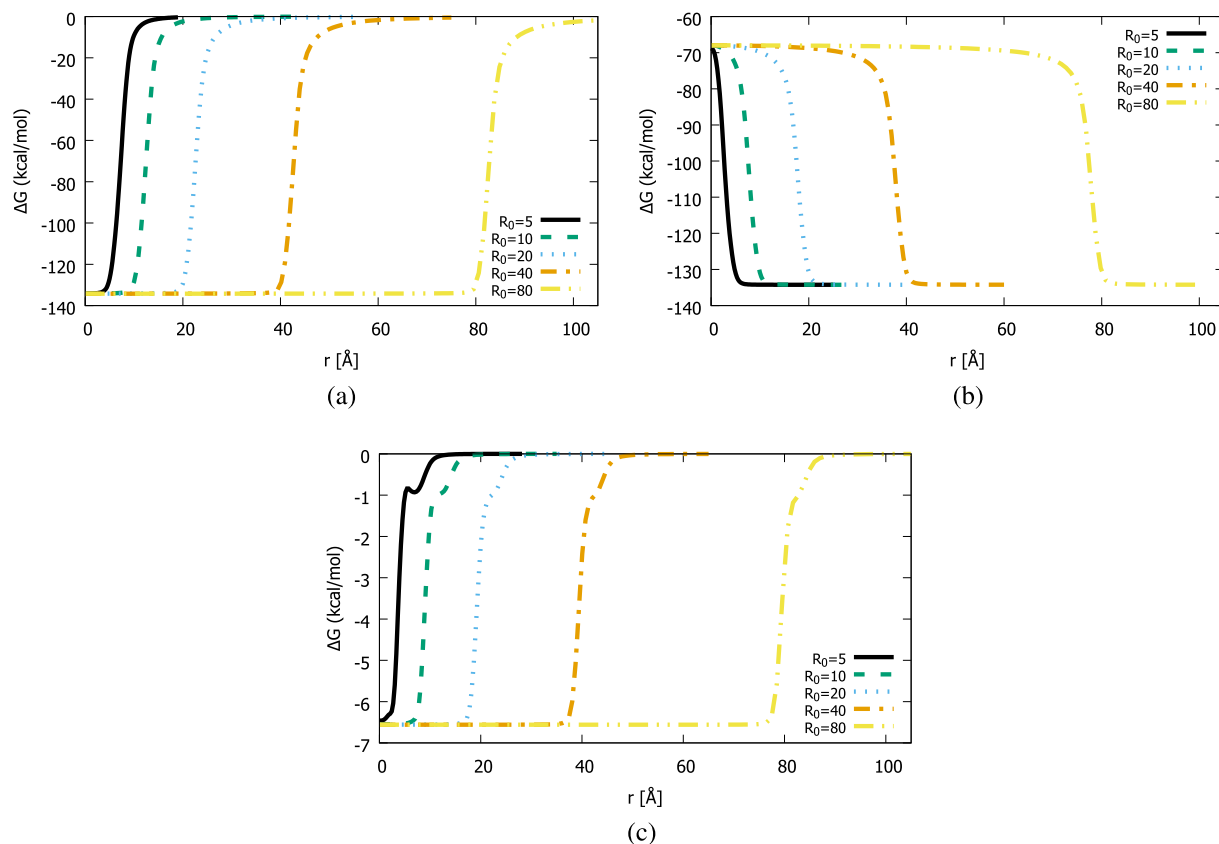 0
-20
-40
-60
-80
-100
-120
-140
ΔG (kcal/mol)
0 20 40 60 80 100
r [Å]
R₀=5
R₀=10
R₀=20
R₀=40
R₀=80
(a)
-60
-70
-80
-90
-100
-110
-120
-130
-140
ΔG (kcal/mol)
0 20 40 60 80 100
r [Å]
R₀=5
R₀=10
R₀=20
R₀=40
R₀=80
(b)
0
-1
-2
-3
-4
-5
-6
-7
ΔG (kcal/mol)
0 20 40 60 80 100
r [Å]
R₀=5
R₀=10
R₀=20
R₀=40
R₀=80
(c)